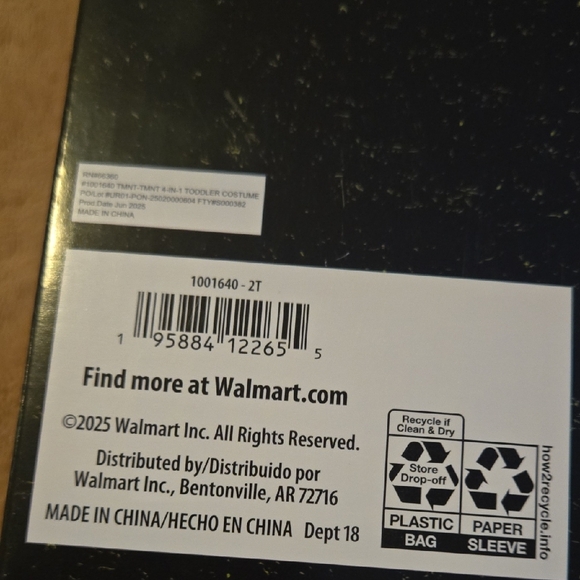 #1001640 TMNT-TMNT 4-IN-1 TODDLER COSTUME
Prod.Date Jun 2025
MADE IN CHINA
1001640 - 2T
1 95884 12265 5
Find more at Walmart.com
©2025 Walmart Inc. All Rights Reserved.
Distributed by/Distribuido por
Walmart Inc., Bentonville, AR 72716
MADE IN CHINA/HECHO EN CHINA Dept 18
Recycle if
Clean & Dry
Store
Drop-off
PLASTIC
BAG
PAPER
SLEEVE
how2recycle.info